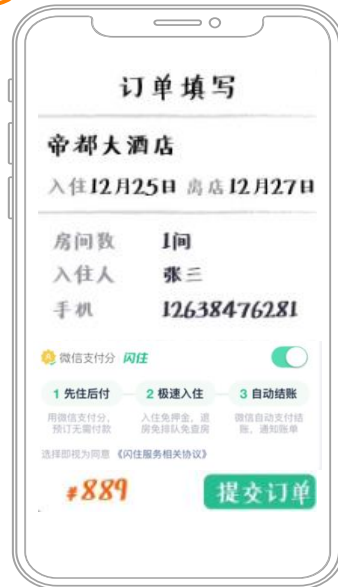 订单填写
帝都大酒店
入住12月25日 离店12月27日
房间数 1间
入住人 张三
手机 12638476281
微信支付分 闪住
1 先住后付 2 极速入住 3 自动结账
用微信支付分, 入住免押金, 退 微信自动支付结
预订无需付款 房免排队免查房 账, 通知账单
选择即视为同意《闪住服务相关协议》
¥889 提交订单